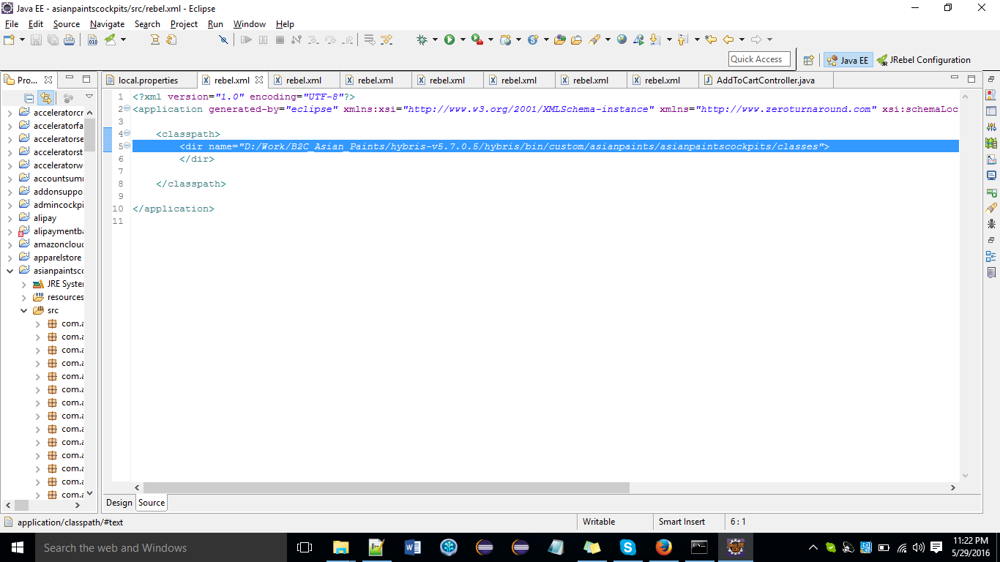 Java EE - asianpaintscockpits/src/rebel.xml - Eclipse
File Edit Source Navigate Search Project Run Window Help
Quick Access Java EE JRebel Configuration
Pro... local.properties rebel.xml rebel.xml rebel.xml rebel.xml rebel.xml rebel.xml rebel.xml AddToCartController.java
1 <?xml version="1.0" encoding="UTF-8"?>
2 <application generated-by="eclipse" xmlns:xsi="http://www.w3.org/2001/XMLSchema-instance" xmlns="http://www.zeroturnaround.com" xsi:schemaLoc
3
4 <classpath>
5 <dir name="D:/Work/B2C_Asian_Paints/hybris-v5.7.0.5/hybris/bin/custom/asianpaints/asianpaintscockpits/classes">
6 </dir>
7
8 </classpath>
9
10 </application>
11
acceleratorcr
acceleratorfa
acceleratorse
acceleratorst
acceleratorw
accountsumr
addonsuppo
admincockpi
alipay
alipaymentba
amazoncloud
apparelstore
asianpaintsco
JRE Syster
resources
src
com.a
com.a
com.a
com.a
com.a
com.a
com.a
com.a
com.a
com.a
com.a
com.a
com.a
com.a
Design Source
application/classpath/#text Writable Smart Insert 6 : 1
Search the web and Windows
11:22 PM
5/29/2016